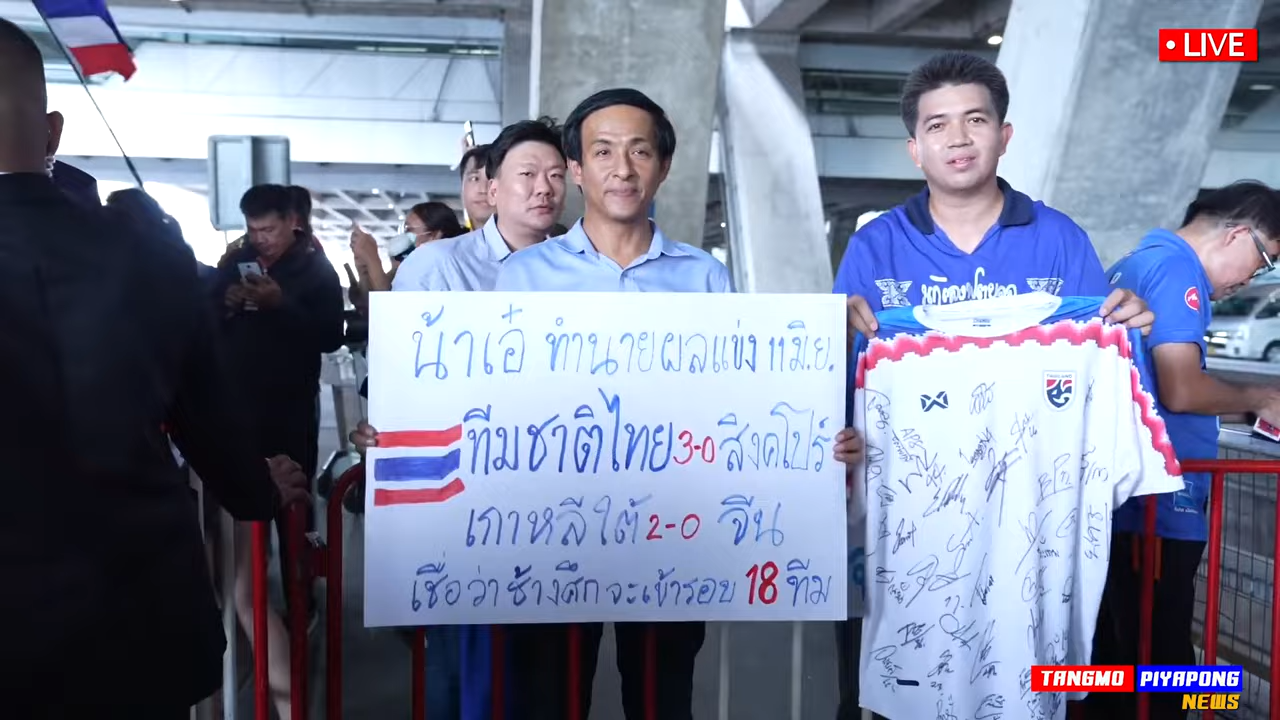 LIVE
น้าเอ๋ ทำนายผลแข่ง 11 มิ.ย.
ทีมชาติไทย 3-0 สิงคโปร์
เกาหลีใต้ 2-0 จีน
เชื่อว่าช้างศึกจะเข้ารอบ 18 ทีม
TANGMO PIYAPONG
NEWS